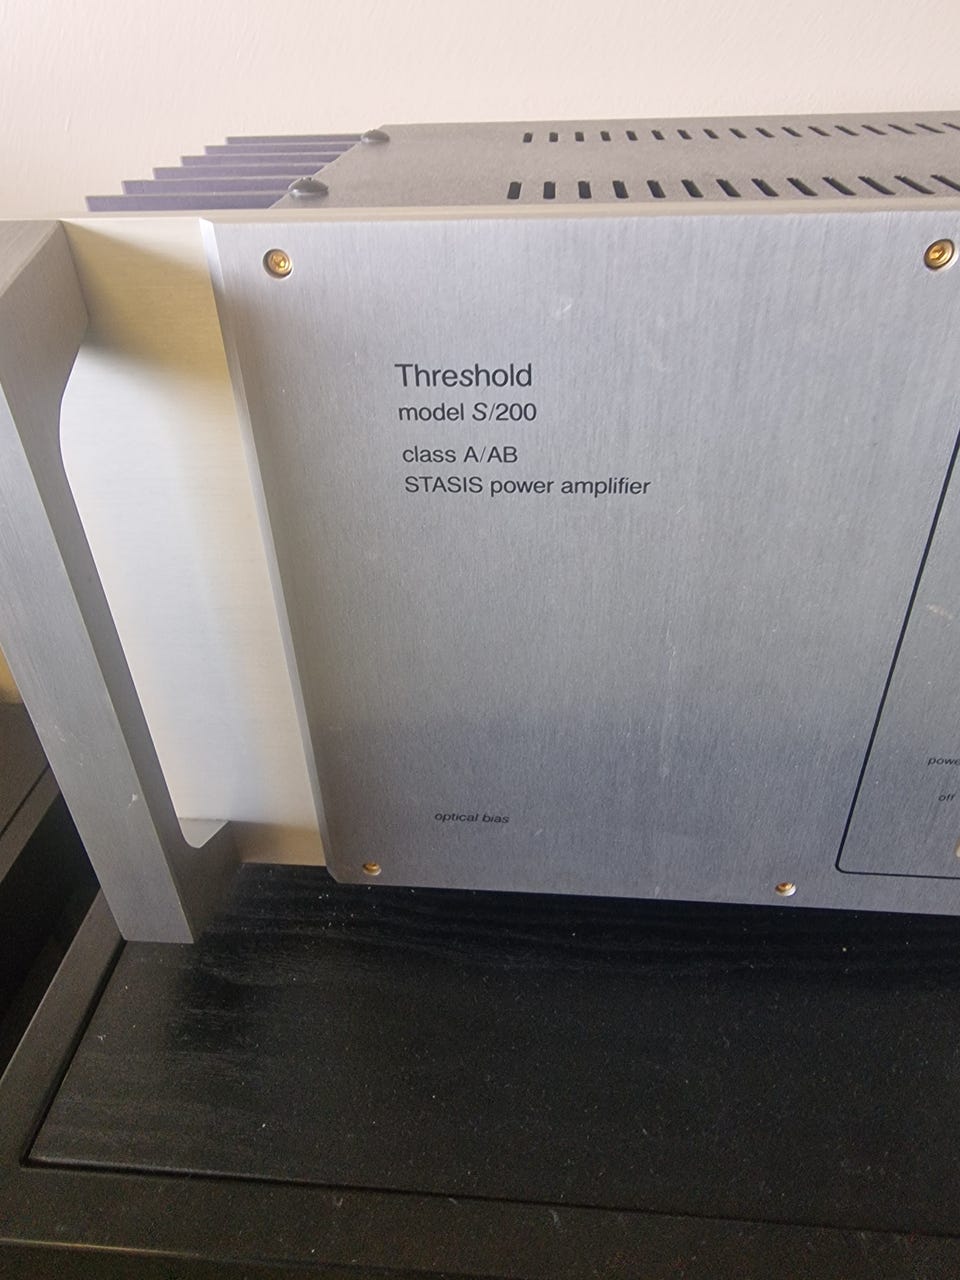 Threshold
model S/200
class A/AB
STASIS power amplifier
optical bias
off